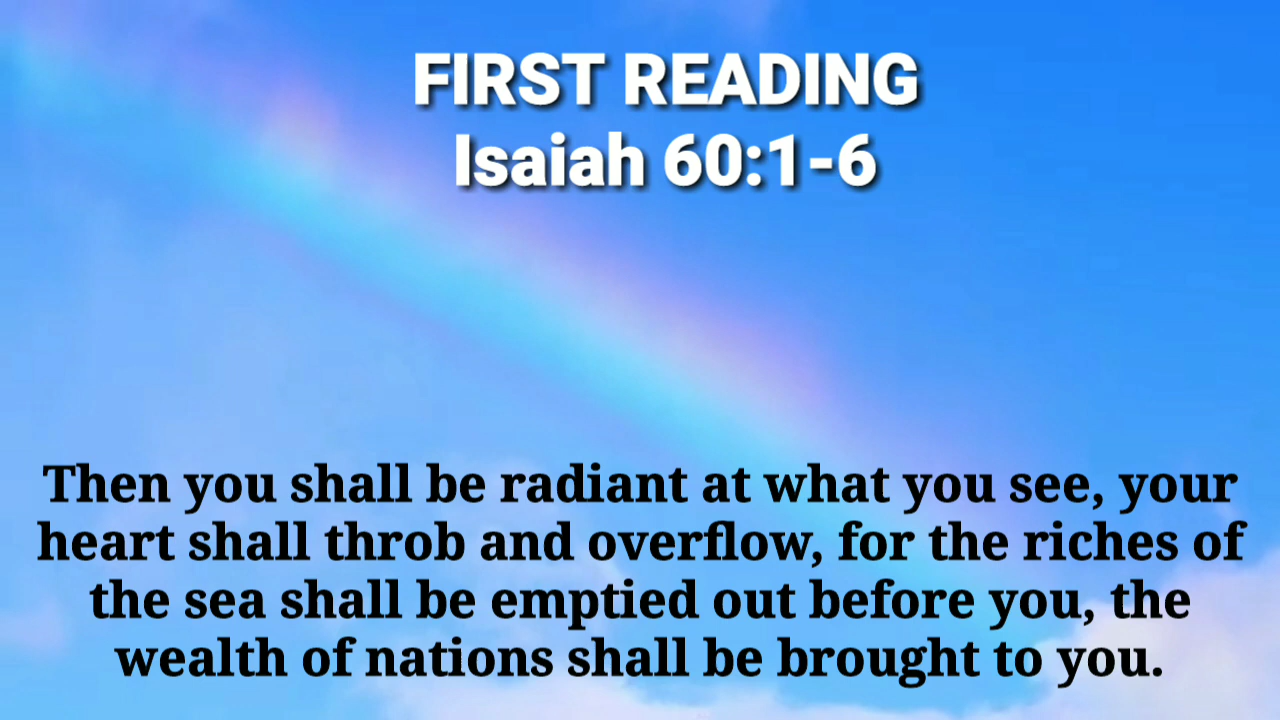 FIRST READING
Isaiah 60:1-6
Then you shall be radiant at what you see, your
heart shall throb and overflow, for the riches of
the sea shall be emptied out before you, the
wealth of nations shall be brought to you.